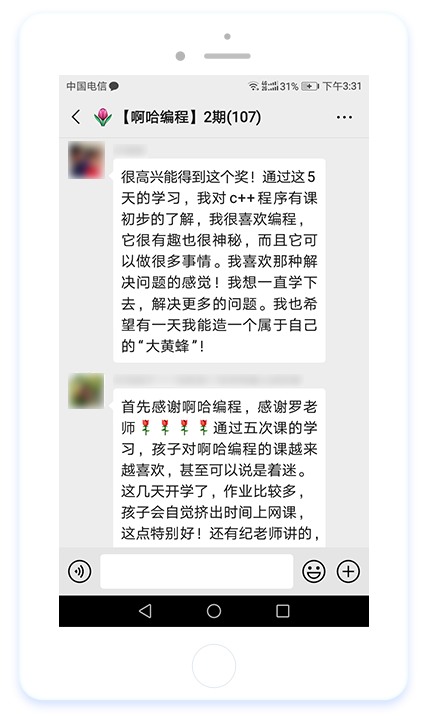 中国电信 31% 下午3:31
【啊哈编程】2期(107)
很高兴能得到这个奖！通过这5
天的学习，我对c++程序有课
初步的了解，我很喜欢编程，
它很有趣也很神秘，而且它可
以做很多事情。我喜欢那种解
决问题的感觉！我想一直学下
去，解决更多的问题。我也希
望有一天我能造一个属于自己
的“大黄蜂”！
首先感谢啊哈编程，感谢罗老
师🌹🌹🌹🌹通过五次课的学
习，孩子对啊哈编程的课越来
越喜欢，甚至可以说是着迷。
这几天开学了，作业比较多，
孩子会自觉挤出时间上网课，
这点特别好！还有纪老师讲的，